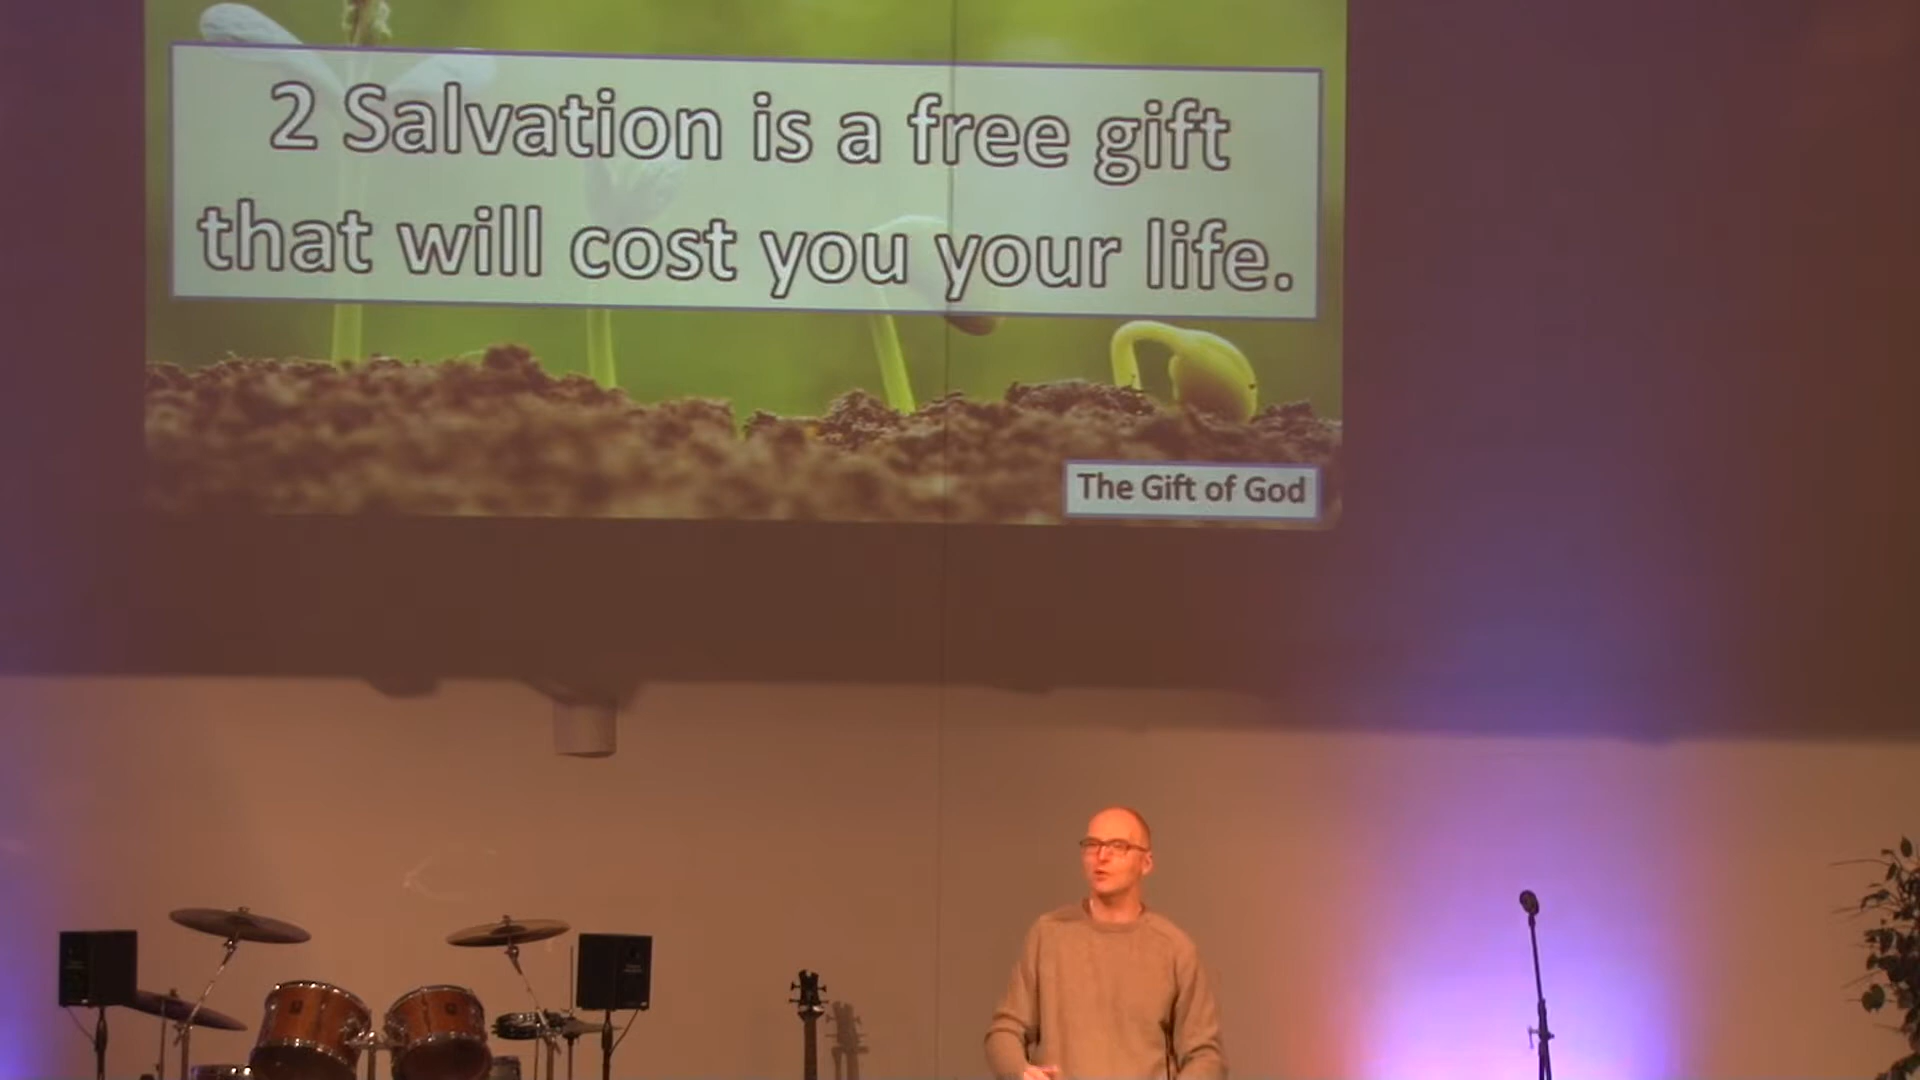 2 Salvation is a free gift
that will cost you your life.
The Gift of God